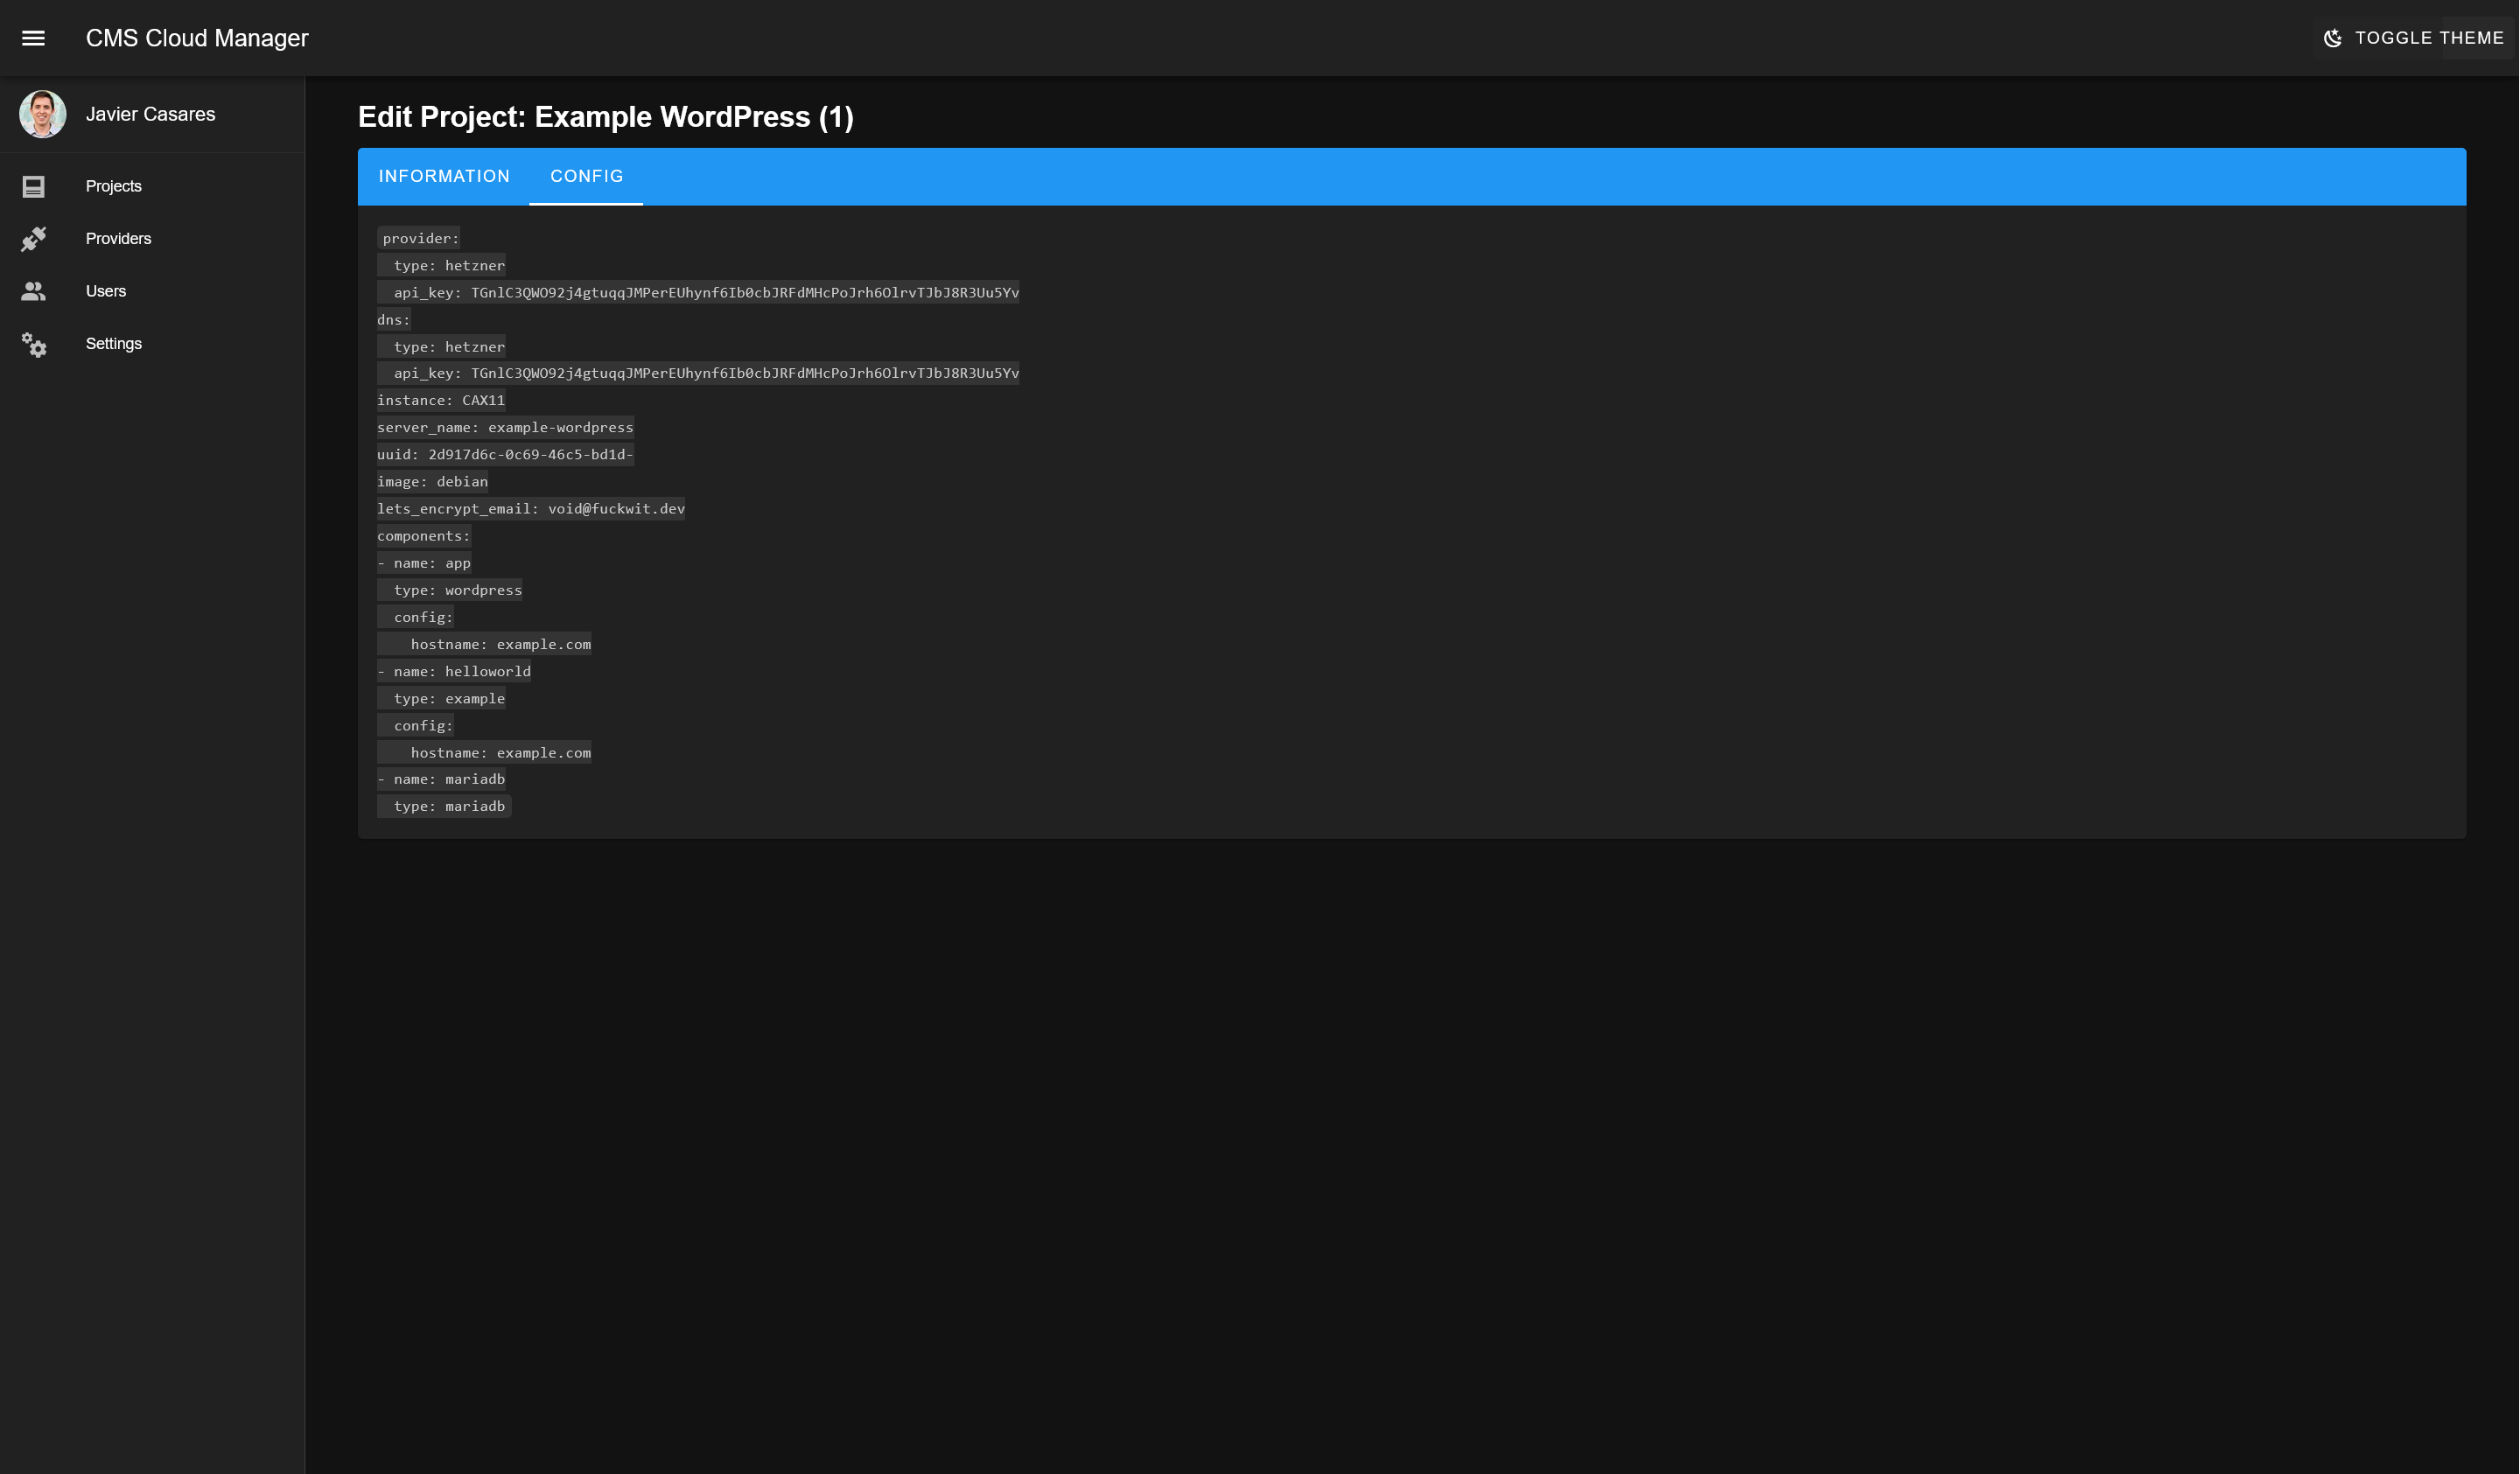 CMS Cloud Manager
TOGGLE THEME
Javier Casares
Projects
Providers
Users
Settings
Edit Project: Example WordPress (1)
INFORMATION CONFIG
provider:
  type: hetzner
  api_key: TGnlC3QWO92j4gtuqqJMPerEUhynf6Ib0cbJRFdMHcPoJrh6OlrvTJbJ8R3Uu5Yv
dns:
  type: hetzner
  api_key: TGnlC3QWO92j4gtuqqJMPerEUhynf6Ib0cbJRFdMHcPoJrh6OlrvTJbJ8R3Uu5Yv
instance: CAX11
server_name: example-wordpress
uuid: 2d917d6c-0c69-46c5-bd1d-
image: debian
lets_encrypt_email: void@fuckwit.dev
components:
- name: app
  type: wordpress
  config:
    hostname: example.com
- name: helloworld
  type: example
  config:
    hostname: example.com
- name: mariadb
  type: mariadb